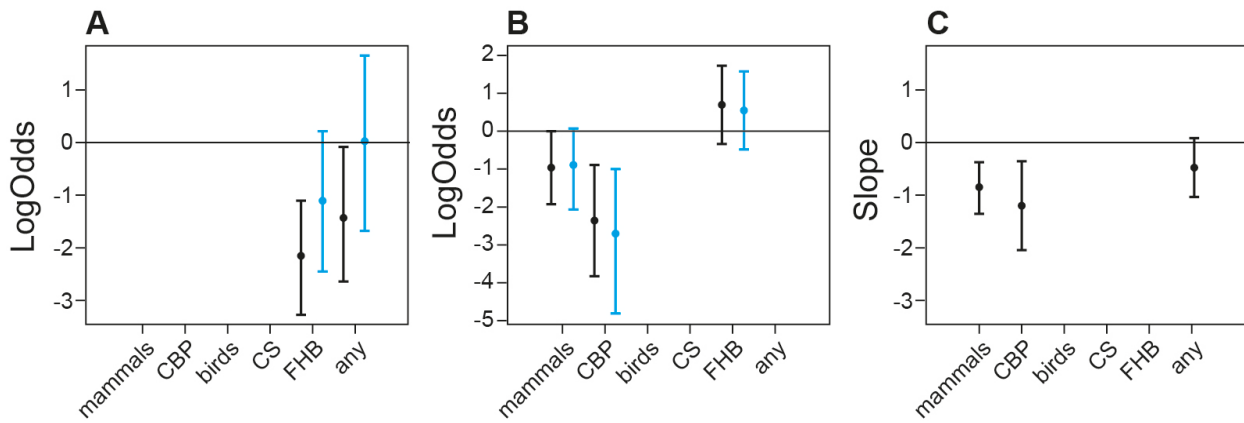 A
LogOdds
1
0
-1
-2
-3
mammals
CBP
birds
CS
FHB
any
B
LogOdds
2
1
0
-1
-2
-3
-4
-5
mammals
CBP
birds
CS
FHB
any
C
Slope
1
0
-1
-2
-3
mammals
CBP
birds
CS
FHB
any